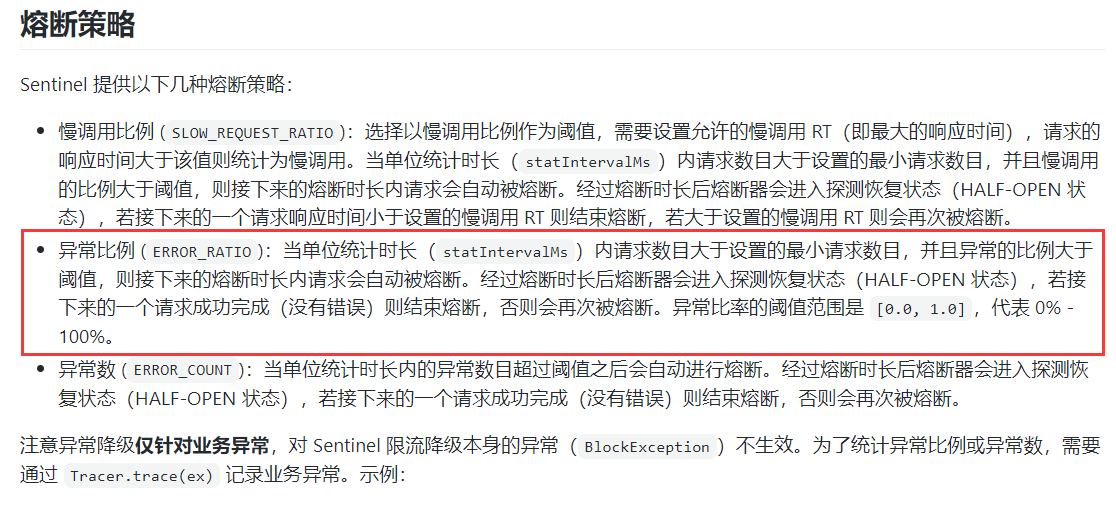 熔断策略
Sentinel 提供以下几种熔断策略：
• 慢调用比例 (SLOW_REQUEST_RATIO)：选择以慢调用比例作为阈值，需要设置允许的慢调用 RT（即最大的响应时间），请求的
响应时间大于该值则统计为慢调用。当单位统计时长（statIntervalMs）内请求数目大于设置的最小请求数目，并且慢调用
的比例大于阈值，则接下来的熔断时长内请求会自动被熔断。经过熔断时长后熔断器会进入探测恢复状态（HALF-OPEN 状
态），若接下来的一个请求响应时间小于设置的慢调用 RT 则结束熔断，若大于设置的慢调用 RT 则会再次被熔断。
• 异常比例 (ERROR_RATIO)：当单位统计时长（statIntervalMs）内请求数目大于设置的最小请求数目，并且异常的比例大于
阈值，则接下来的熔断时长内请求会自动被熔断。经过熔断时长后熔断器会进入探测恢复状态（HALF-OPEN 状态），若接
下来的一个请求成功完成（没有错误）则结束熔断，否则会再次被熔断。异常比率的阈值范围是 [0.0, 1.0]，代表 0% -
100%。
• 异常数 (ERROR_COUNT)：当单位统计时长内的异常数目超过阈值之后会自动进行熔断。经过熔断时长后熔断器会进入探测恢
复状态（HALF-OPEN 状态），若接下来的一个请求成功完成（没有错误）则结束熔断，否则会再次被熔断。
注意异常降级仅针对业务异常，对 Sentinel 限流降级本身的异常（BlockException）不生效。为了统计异常比例或异常数，需要
通过 Tracer.trace(ex) 记录业务异常。示例：